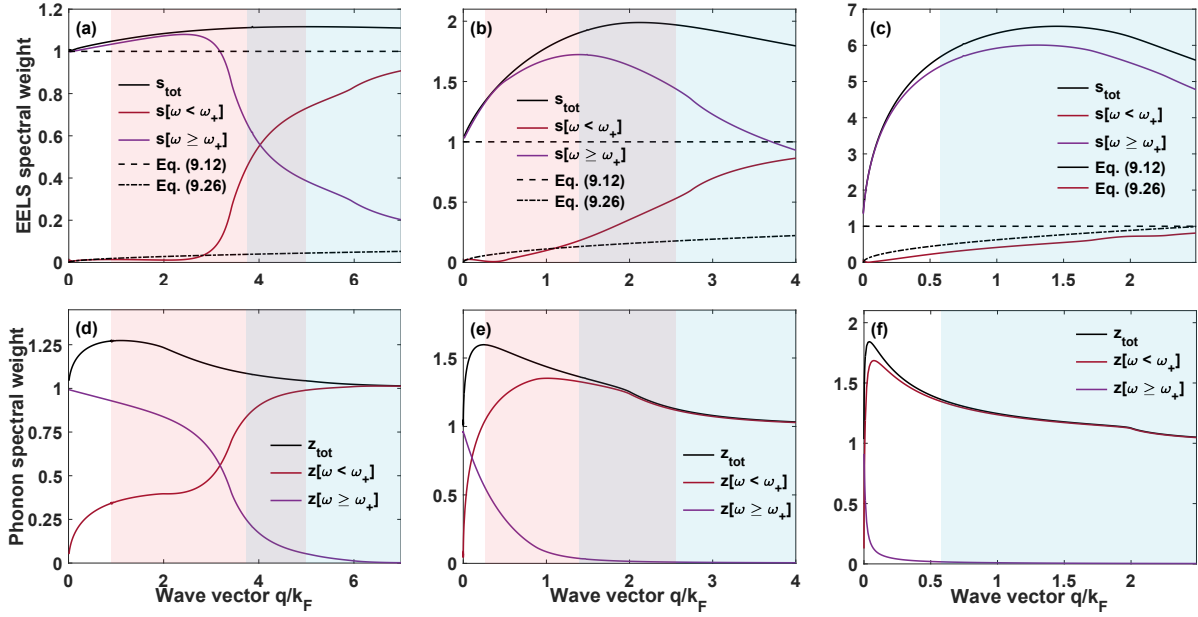 EELS spectral weight
(a)
1.2
1
0.8
0.6
0.4
0.2
0
s_tot
s[ω < ω_+]
s[ω ≥ ω_+]
Eq. (9.12)
Eq. (9.26)
0 2 4 6
(b)
2
1.5
1
0.5
0
s_tot
s[ω < ω_+]
s[ω ≥ ω_+]
Eq. (9.12)
Eq. (9.26)
0 1 2 3 4
(c)
7
6
5
4
3
2
1
0
s_tot
s[ω < ω_+]
s[ω ≥ ω_+]
Eq. (9.12)
Eq. (9.26)
0 0.5 1 1.5 2
Phonon spectral weight
(d)
1.25
1
0.75
0.5
0.25
0
z_tot
z[ω < ω_+]
z[ω ≥ ω_+]
0 2 4 6
Wave vector q/k_F
(e)
1.5
1
0.5
0
z_tot
z[ω < ω_+]
z[ω ≥ ω_+]
0 1 2 3 4
Wave vector q/k_F
(f)
2
1.5
1
0.5
0
z_tot
z[ω < ω_+]
z[ω ≥ ω_+]
0 0.5 1 1.5 2
Wave vector q/k_F